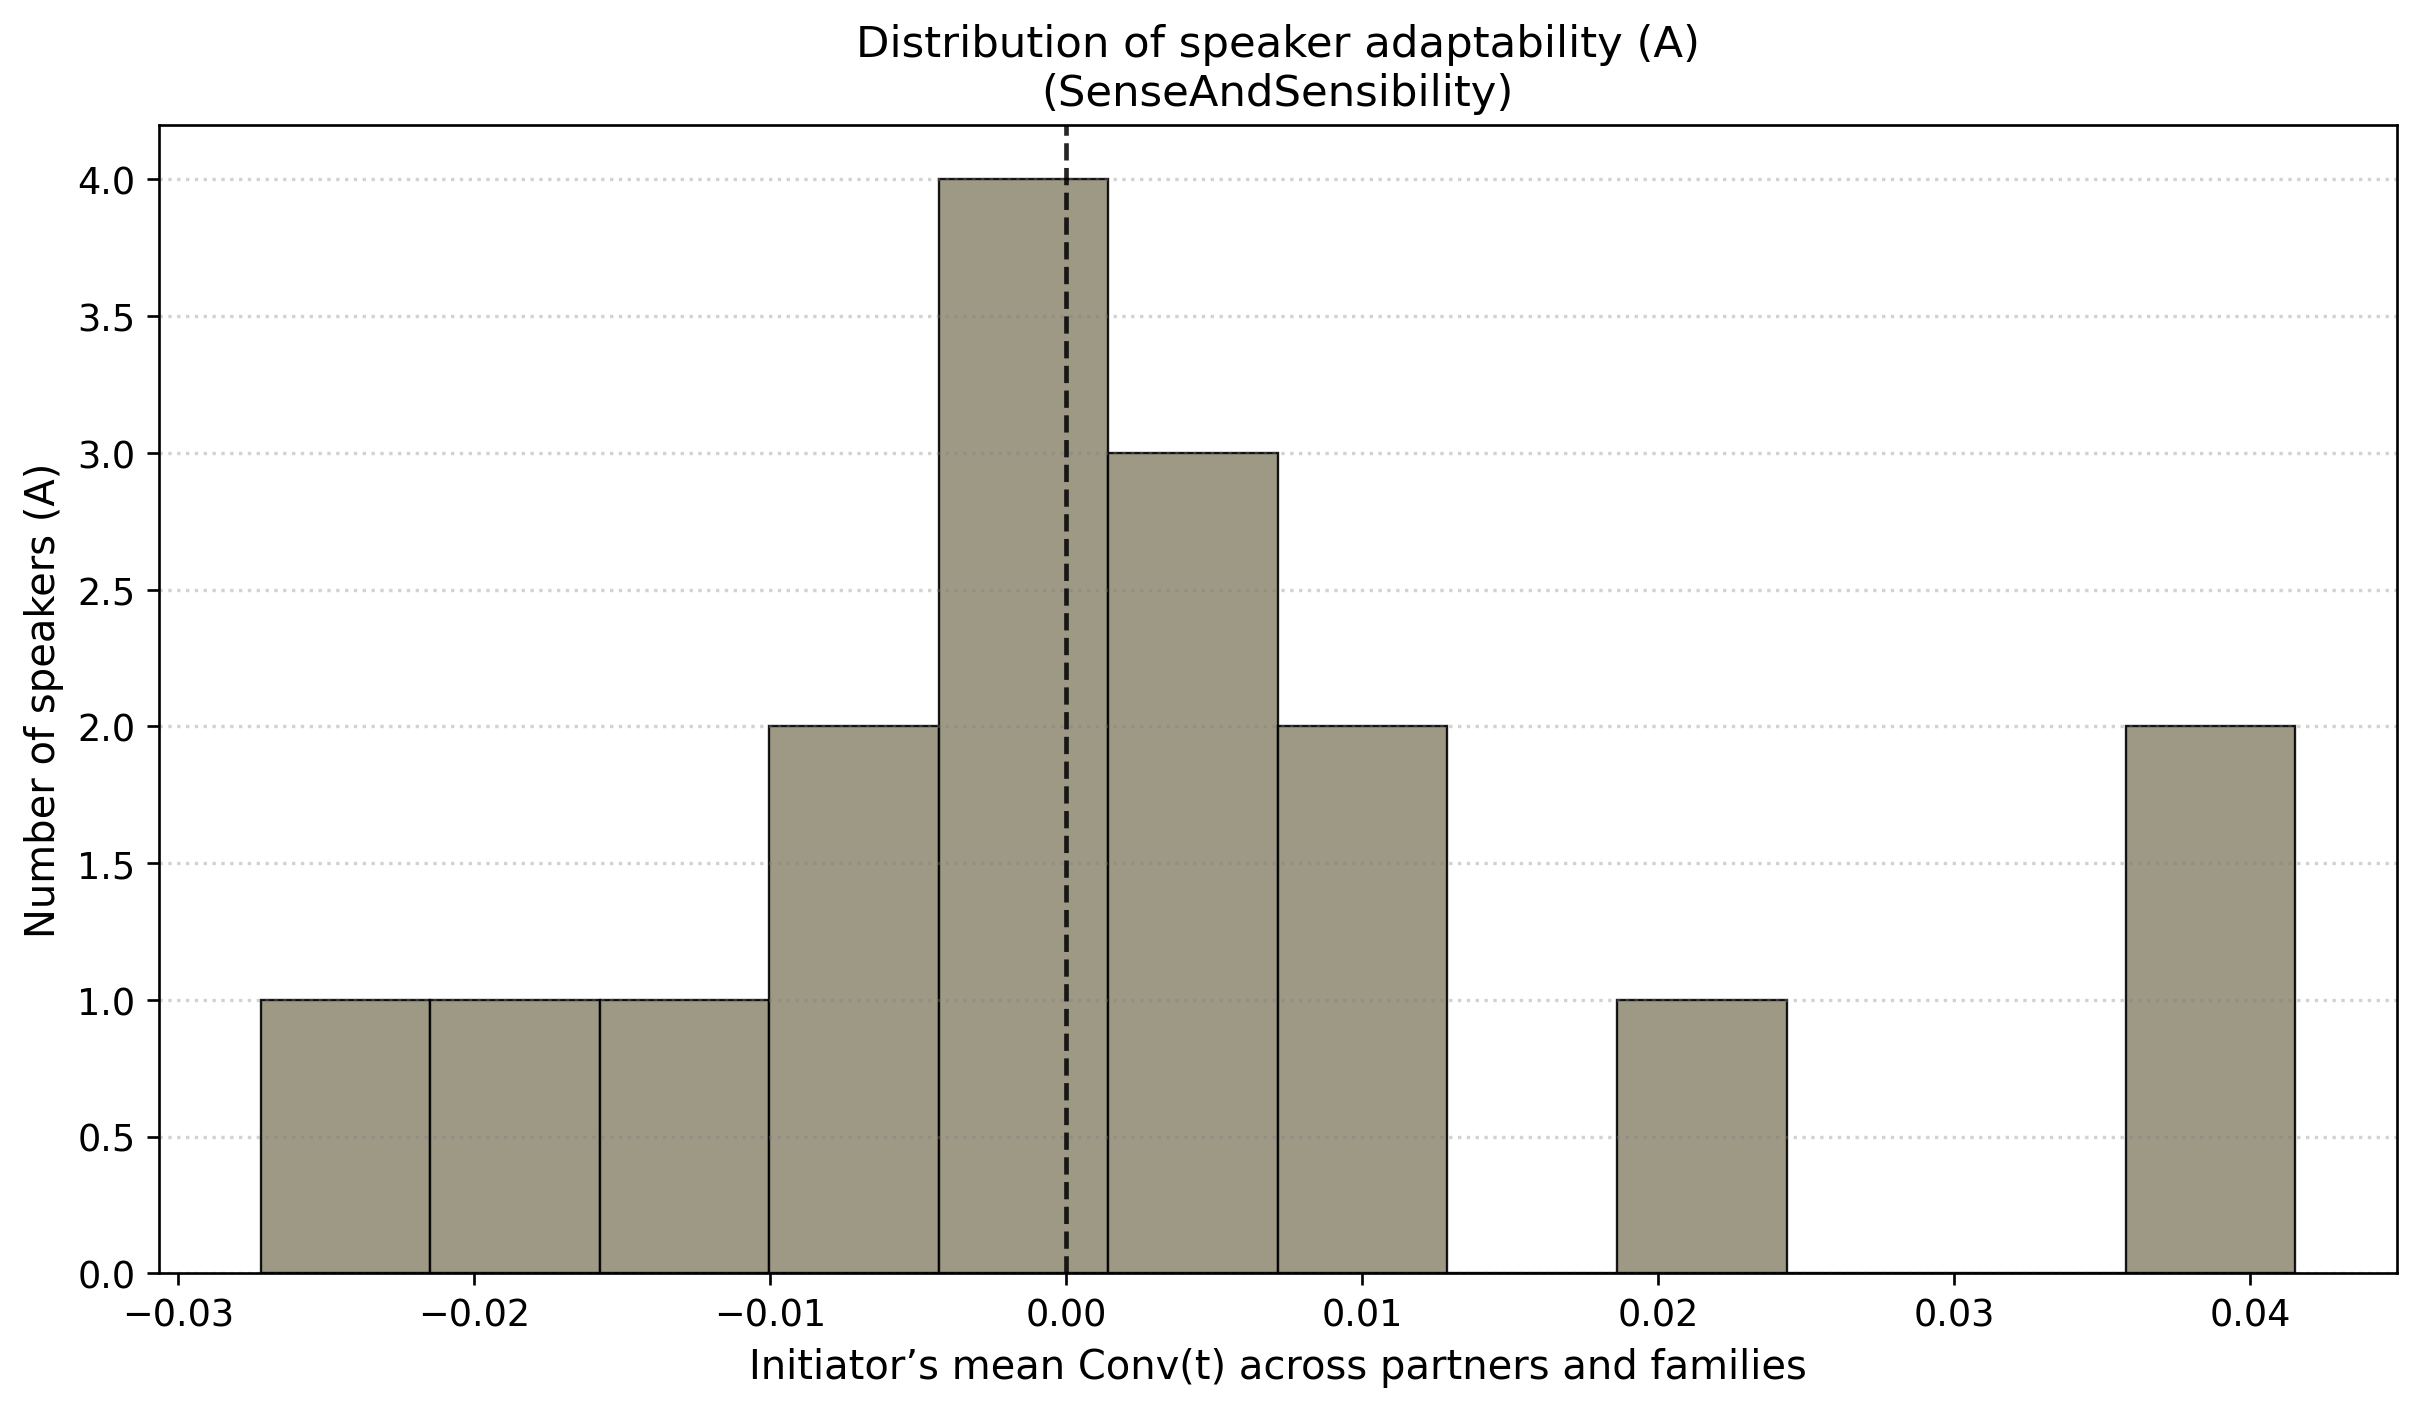 Distribution of speaker adaptability (A)
(SenseAndSensibility)
Number of speakers (A)
4.0
3.5
3.0
2.5
2.0
1.5
1.0
0.5
0.0
−0.03 −0.02 −0.01 0.00 0.01 0.02 0.03 0.04
Initiator’s mean Conv(t) across partners and families